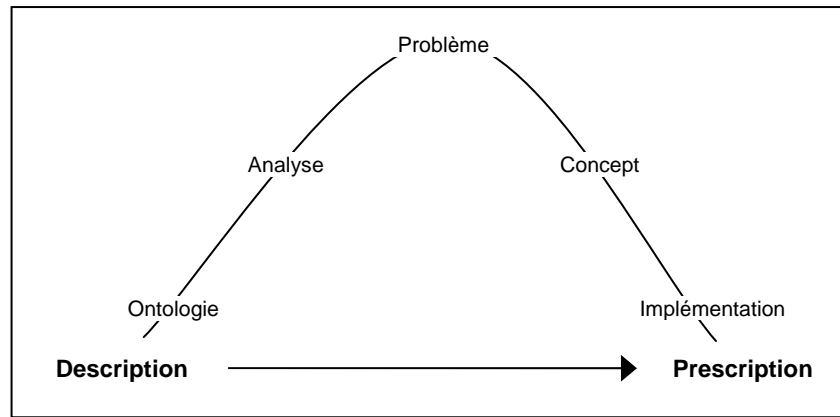 Problème
Analyse
Concept
Ontologie
Implémentation
Description
Prescription